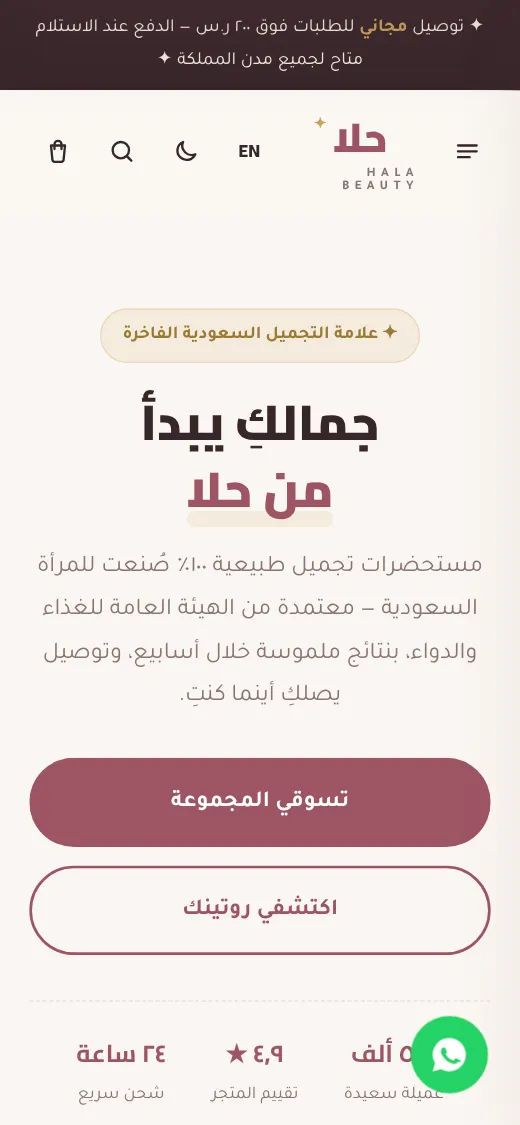 ✦ توصيل مجاني للطلبات فوق ٢٠٠ ر.س — الدفع عند الاستلام
متاح لجميع مدن المملكة ✦
حلا
HALA
BEAUTY
EN
✦ علامة التجميل السعودية الفاخرة
جمالكِ يبدأ
من حلا
مستحضرات تجميل طبيعية ١٠٠٪ صُنعت للمرأة
السعودية — معتمدة من الهيئة العامة للغذاء
والدواء، بنتائج ملموسة خلال أسابيع، وتوصيل
يصلكِ أينما كنتِ.
تسوقي المجموعة
اكتشفي روتينك
ألف
عميلة سعيدة
٤٫٩ ★
تقييم المتجر
٢٤ ساعة
شحن سريع